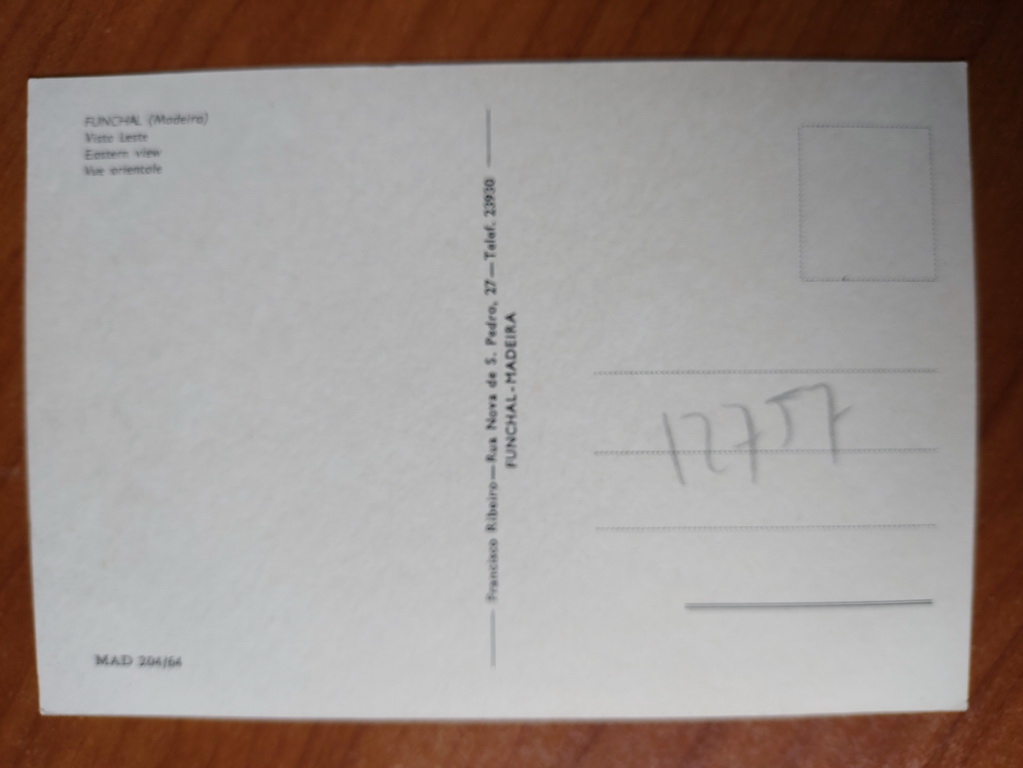 FUNCHAL (Madeira)
Vista Leste
Eastern view
Vue orientale
Francisco Ribeiro—Rua Nova de S. Pedro, 27—Telef. 23930
FUNCHAL-MADEIRA
12757
MAD 204/64